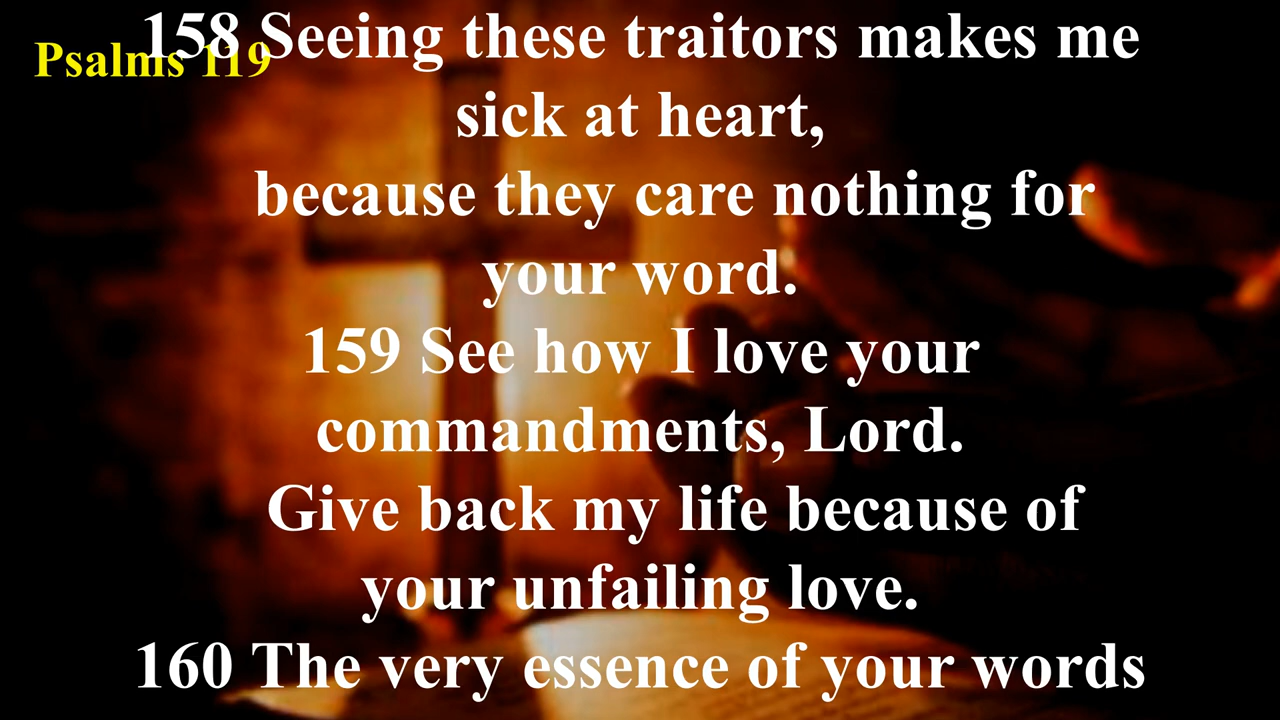 Psalms 119
158 Seeing these traitors makes me
sick at heart,
because they care nothing for
your word.
159 See how I love your
commandments, Lord.
Give back my life because of
your unfailing love.
160 The very essence of your words